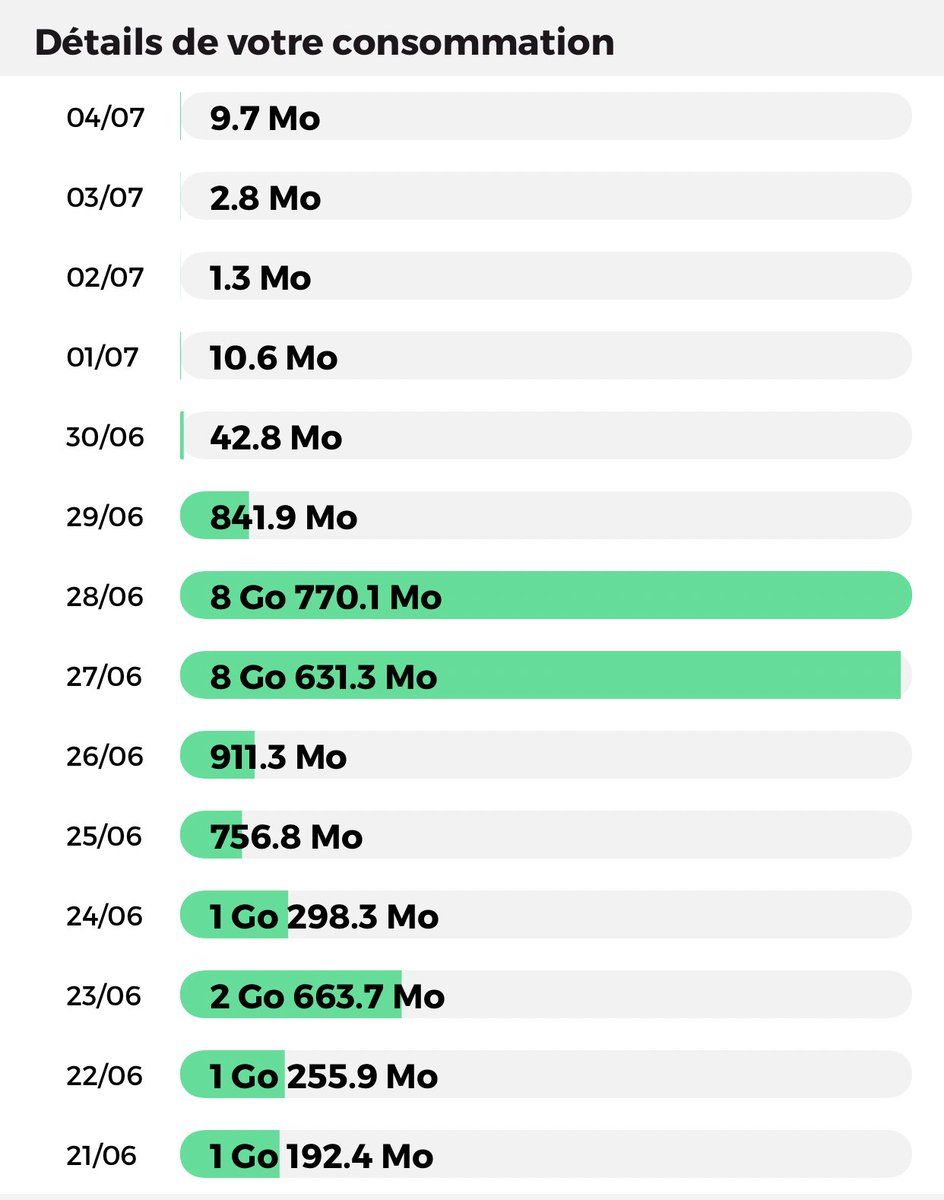 Détails de votre consommation
04/07 9.7 Mo
03/07 2.8 Mo
02/07 1.3 Mo
01/07 10.6 Mo
30/06 42.8 Mo
29/06 841.9 Mo
28/06 8 Go 770.1 Mo
27/06 8 Go 631.3 Mo
26/06 911.3 Mo
25/06 756.8 Mo
24/06 1 Go 298.3 Mo
23/06 2 Go 663.7 Mo
22/06 1 Go 255.9 Mo
21/06 1 Go 192.4 Mo